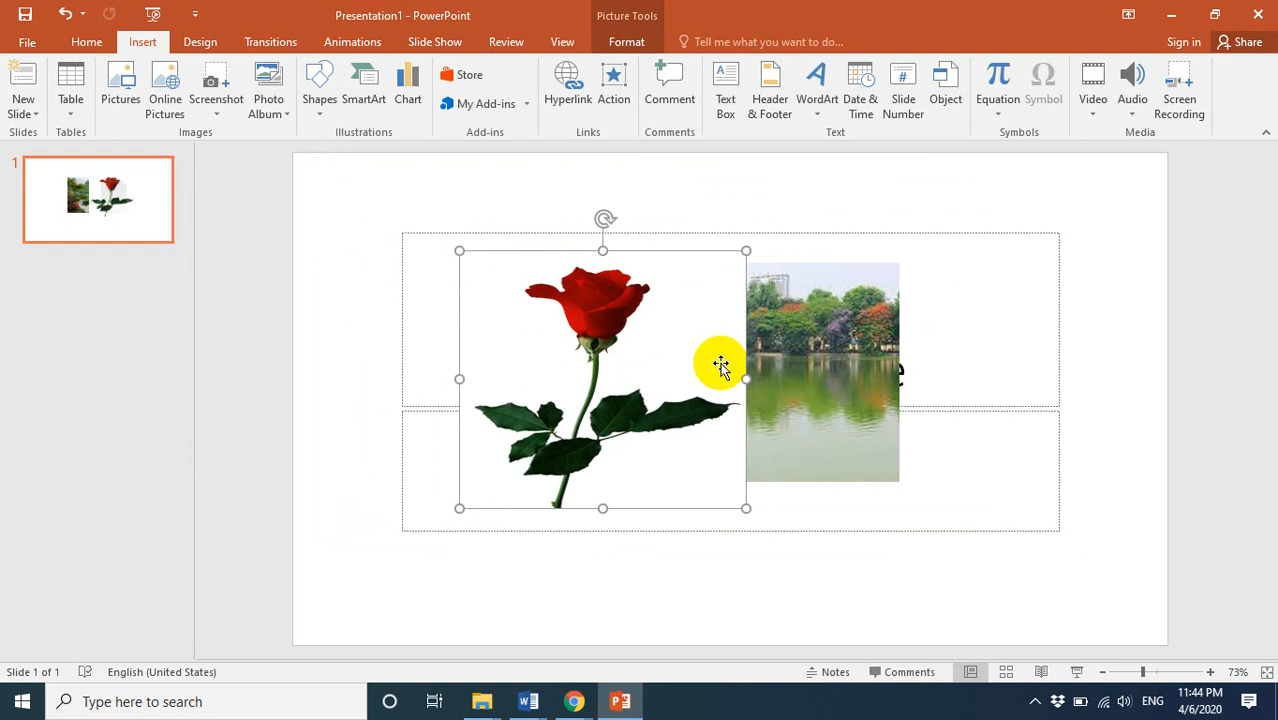 Presentation1 - PowerPoint
Picture Tools
File
Home
Insert
Design
Transitions
Animations
Slide Show
Review
View
Format
Tell me what you want to do...
Sign in
Share
New
Slide
Slides
Table
Tables
Pictures
Online
Pictures
Screenshot
Photo
Album
Images
Shapes
SmartArt
Chart
Illustrations
Store
My Add-ins
Add-ins
Hyperlink
Action
Links
Comment
Comments
Text
Box
Header
& Footer
WordArt
Date &
Time
Slide
Number
Object
Text
Equation
Symbol
Symbols
Video
Audio
Screen
Recording
Media
1
e
Slide 1 of 1
English (United States)
Notes
Comments
73%
Type here to search
ENG
11:44 PM
4/6/2020